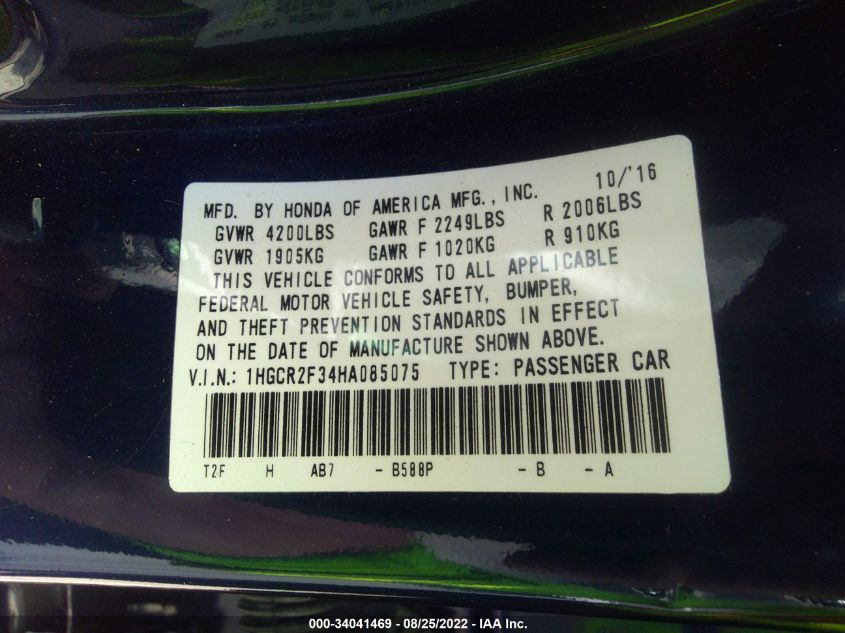 MFD. BY HONDA OF AMERICA MFG., INC. 10/'16
GVWR 4200LBS GAWR F 2249LBS R 2006LBS
GVWR 1905KG GAWR F 1020KG R 910KG
THIS VEHICLE CONFORMS TO ALL APPLICABLE
FEDERAL MOTOR VEHICLE SAFETY, BUMPER,
AND THEFT PREVENTION STANDARDS IN EFFECT
ON THE DATE OF MANUFACTURE SHOWN ABOVE.
V.I.N.: 1HGCR2F34HA085075 TYPE: PASSENGER CAR
T2F H AB7 - B588P - B - A
000-34041469 - 08/25/2022 - IAA Inc.